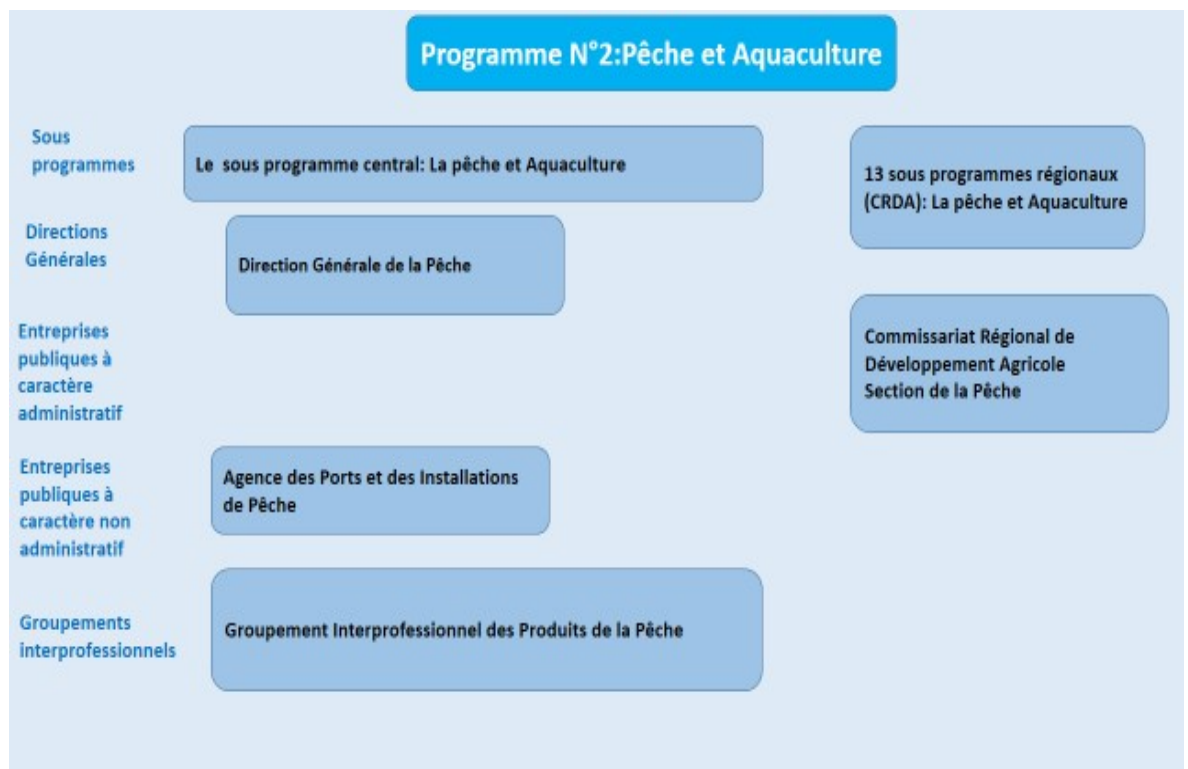 Programme N°2:Pêche et Aquaculture
Sous
programmes
Le sous programme central: La pêche et Aquaculture
13 sous programmes régionaux
(CRDA): La pêche et Aquaculture
Directions
Générales
Direction Générale de la Pêche
Entreprises
publiques à
caractère
administratif
Commissariat Régional de
Développement Agricole
Section de la Pêche
Entreprises
publiques à
caractère non
administratif
Agence des Ports et des Installations
de Pêche
Groupements
interprofessionnels
Groupement Interprofessionnel des Produits de la Pêche